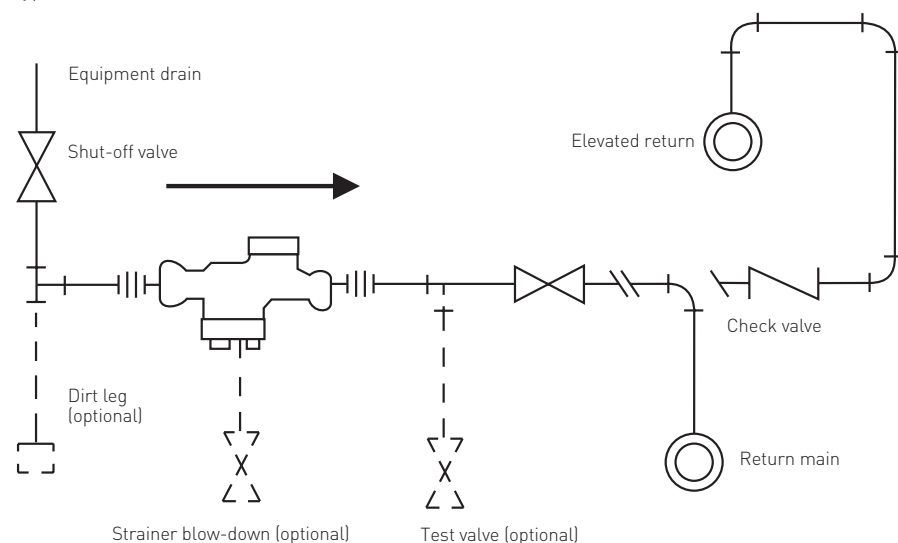 Equipment drain
Shut-off valve
Elevated return
Check valve
Dirt leg
(optional)
Return main
Strainer blow-down (optional)
Test valve (optional)